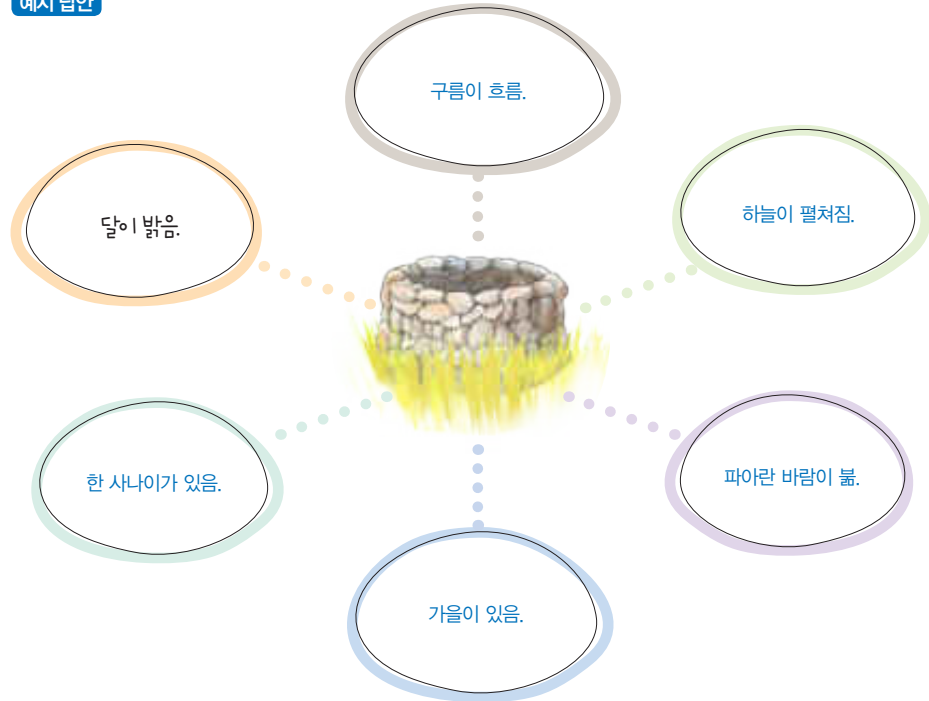 예시 답안
구름이 흐름.
달이 밝음.
하늘이 펼쳐짐.
한 사나이가 있음.
파아란 바람이 붊.
가을이 있음.